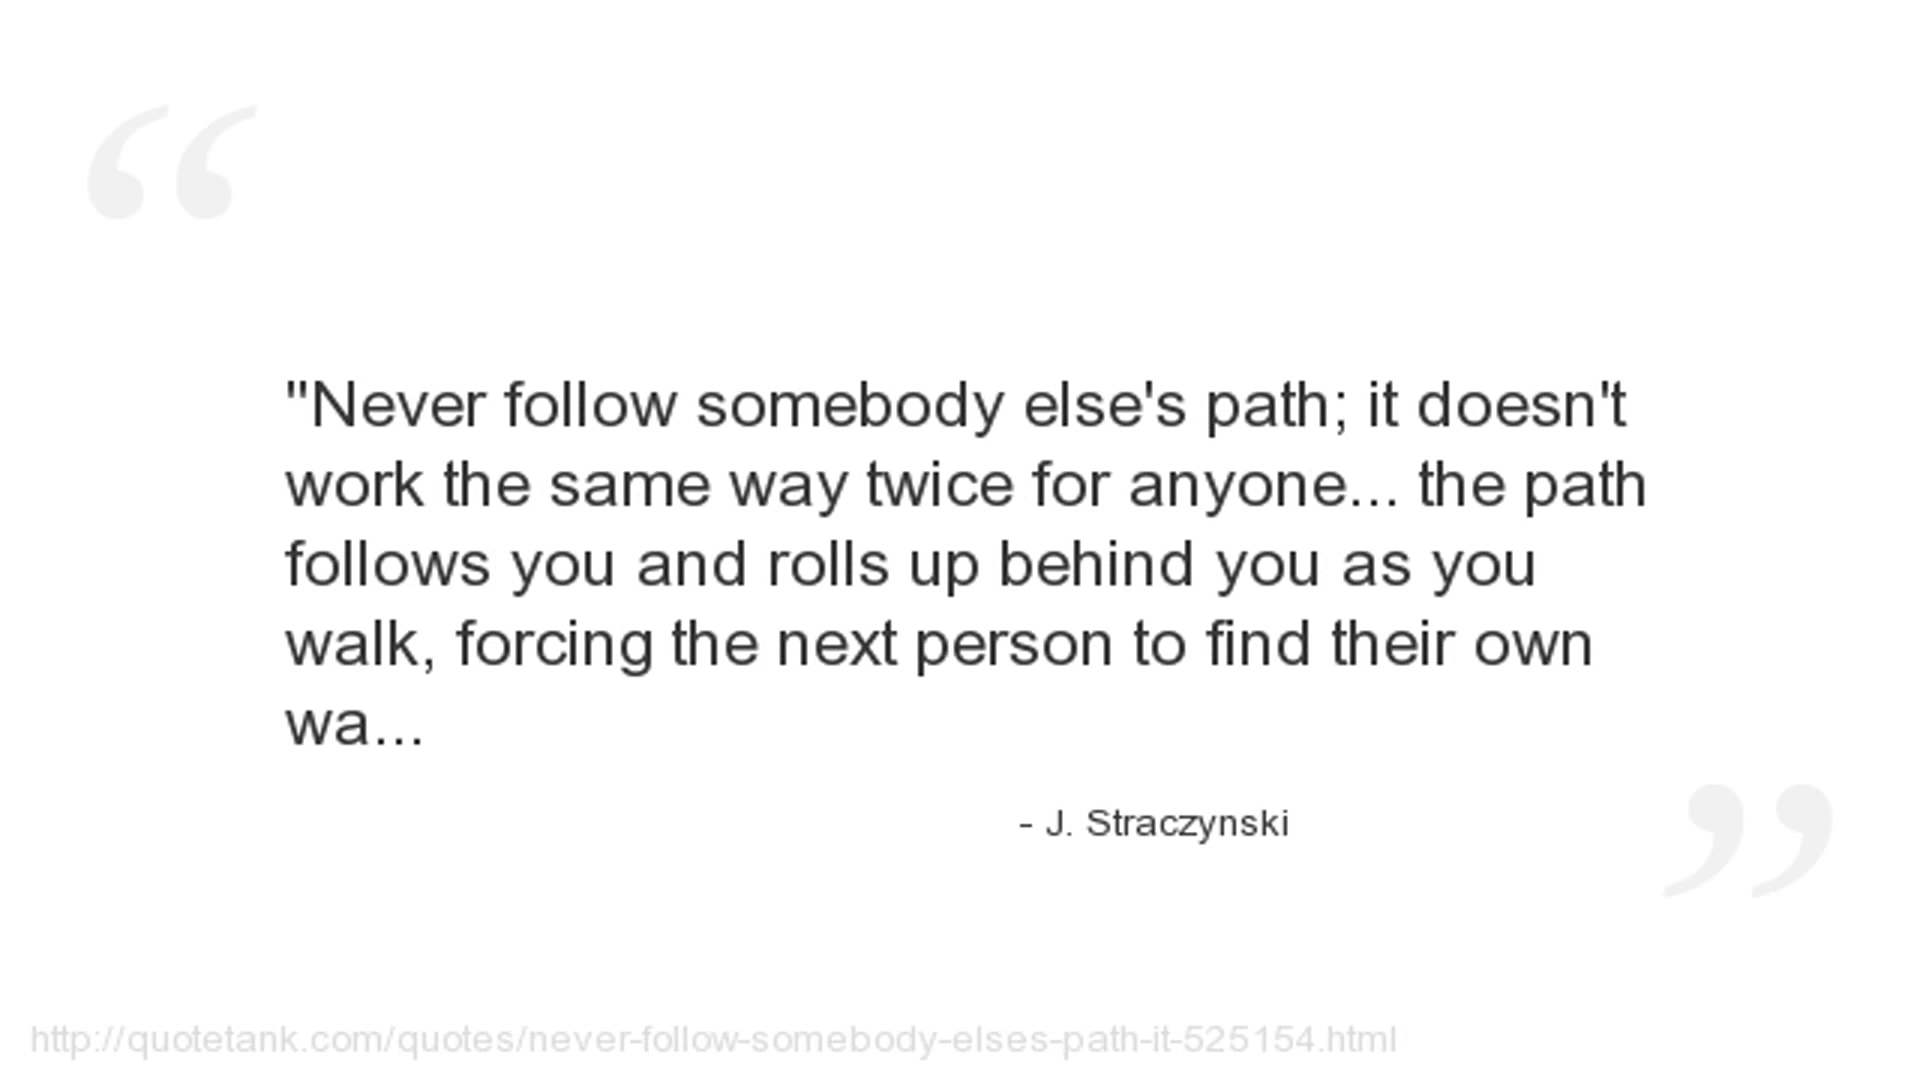 "Never follow somebody else's path; it doesn't
work the same way twice for anyone... the path
follows you and rolls up behind you as you
walk, forcing the next person to find their own
wa...
- J. Straczynski
http://quotetank.com/quotes/never-follow-somebody-elses-path-it-525154.html